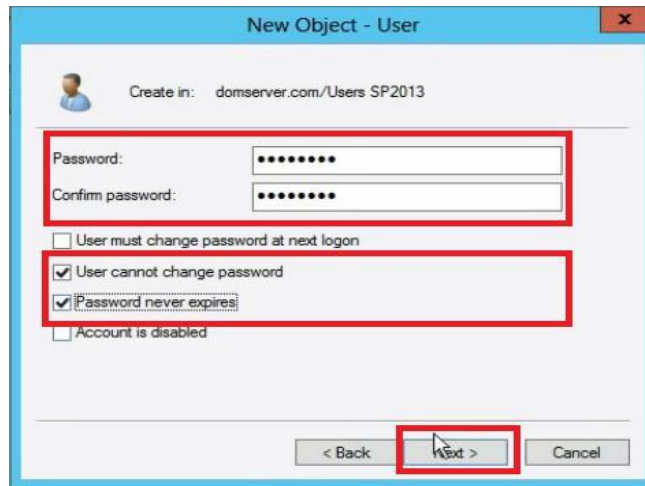 New Object - User
x
Create in: domserver.com/Users SP2013
Password: ••••••••
Confirm password: ••••••••
User must change password at next logon
User cannot change password
Password never expires
Account is disabled
< Back Next > Cancel